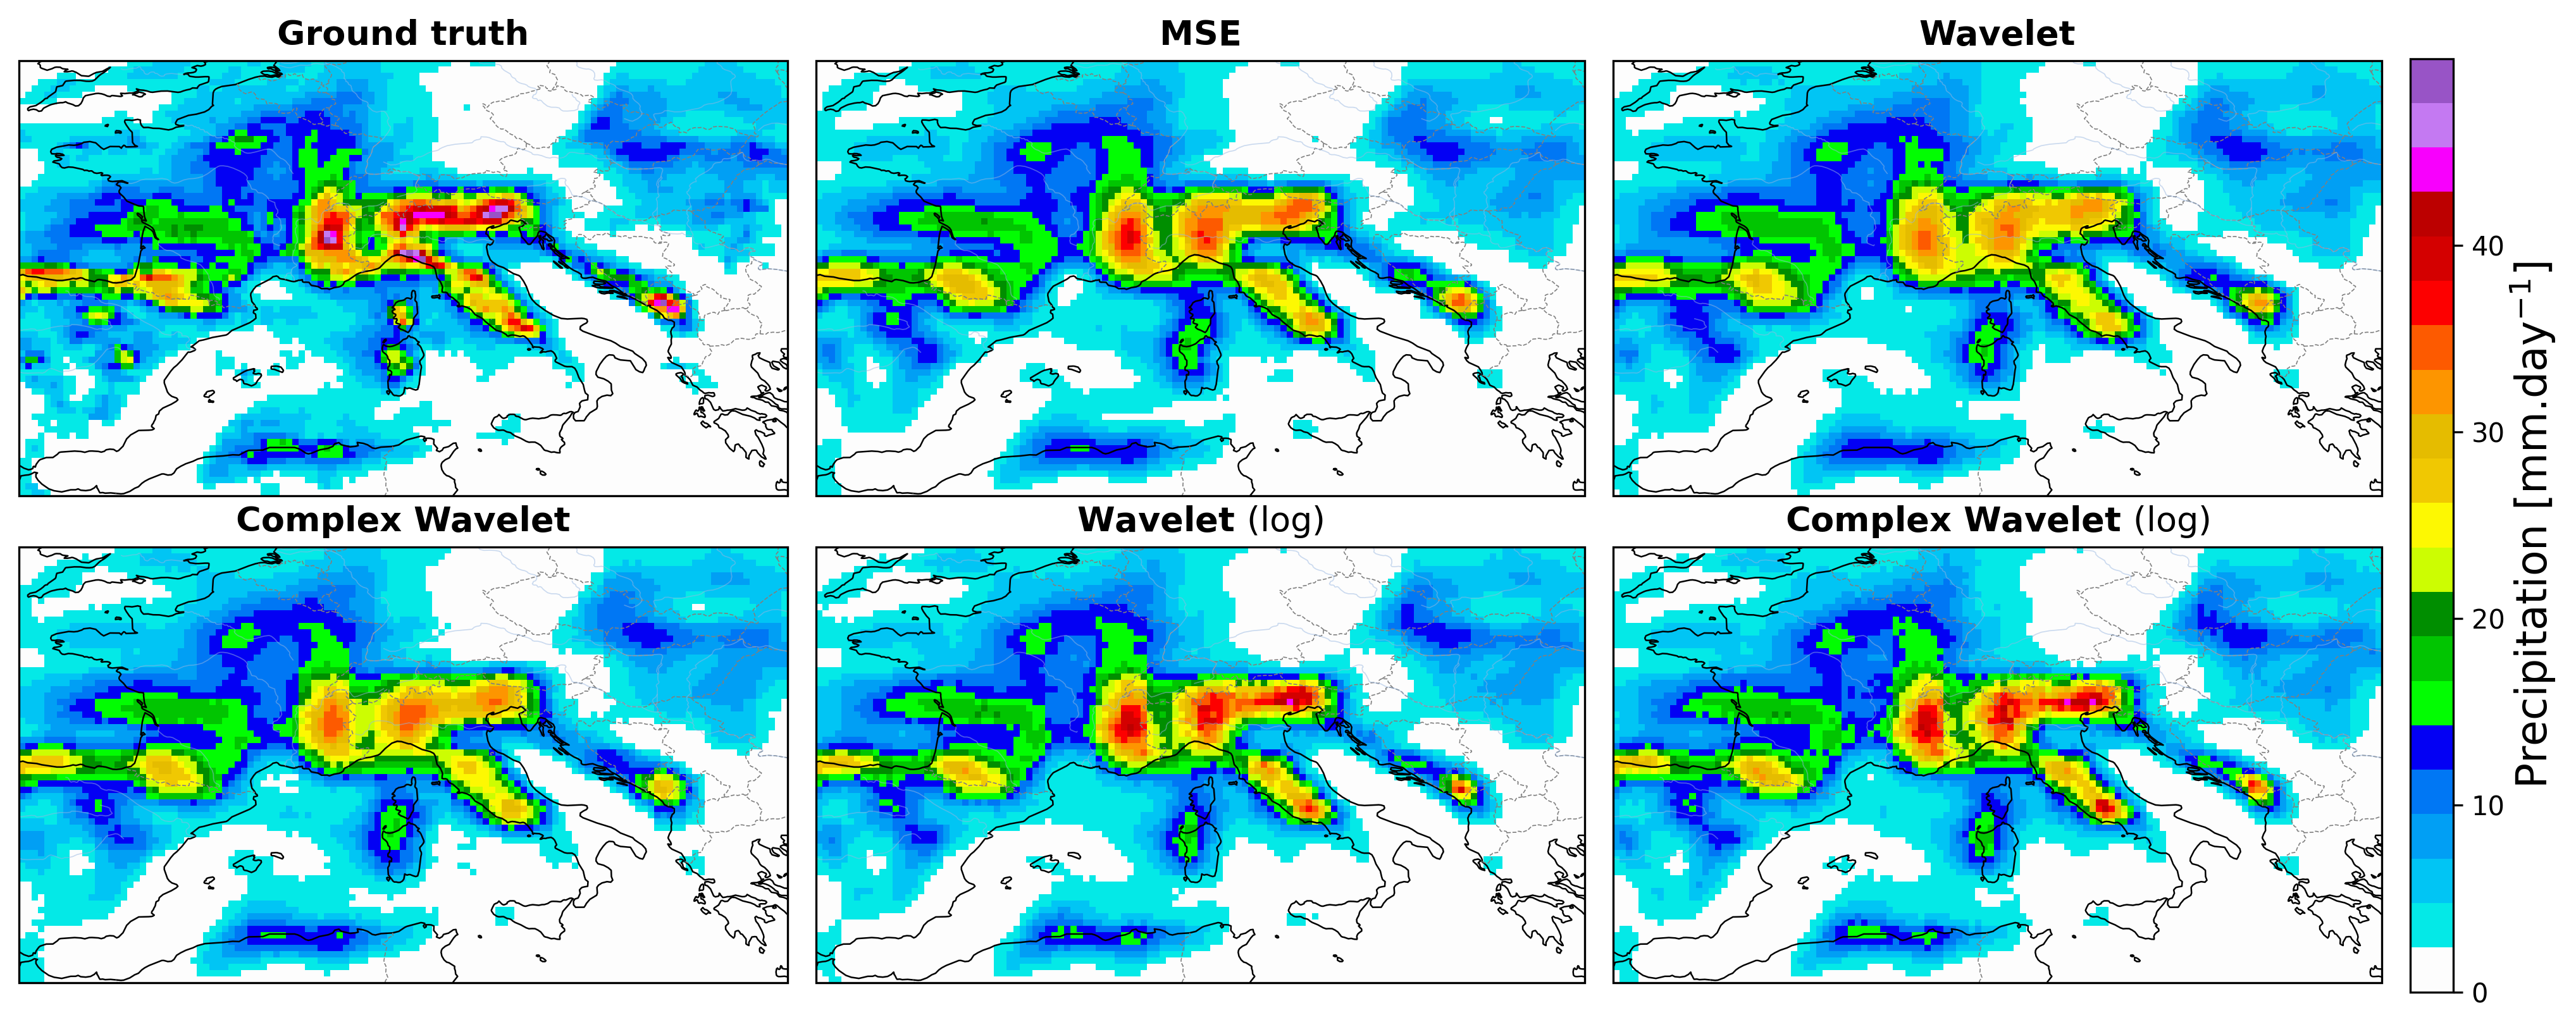 Ground truth
MSE
Wavelet
Complex Wavelet
Wavelet (log)
Complex Wavelet (log)
40
30
20
10
0
Precipitation [mm.day⁻¹]